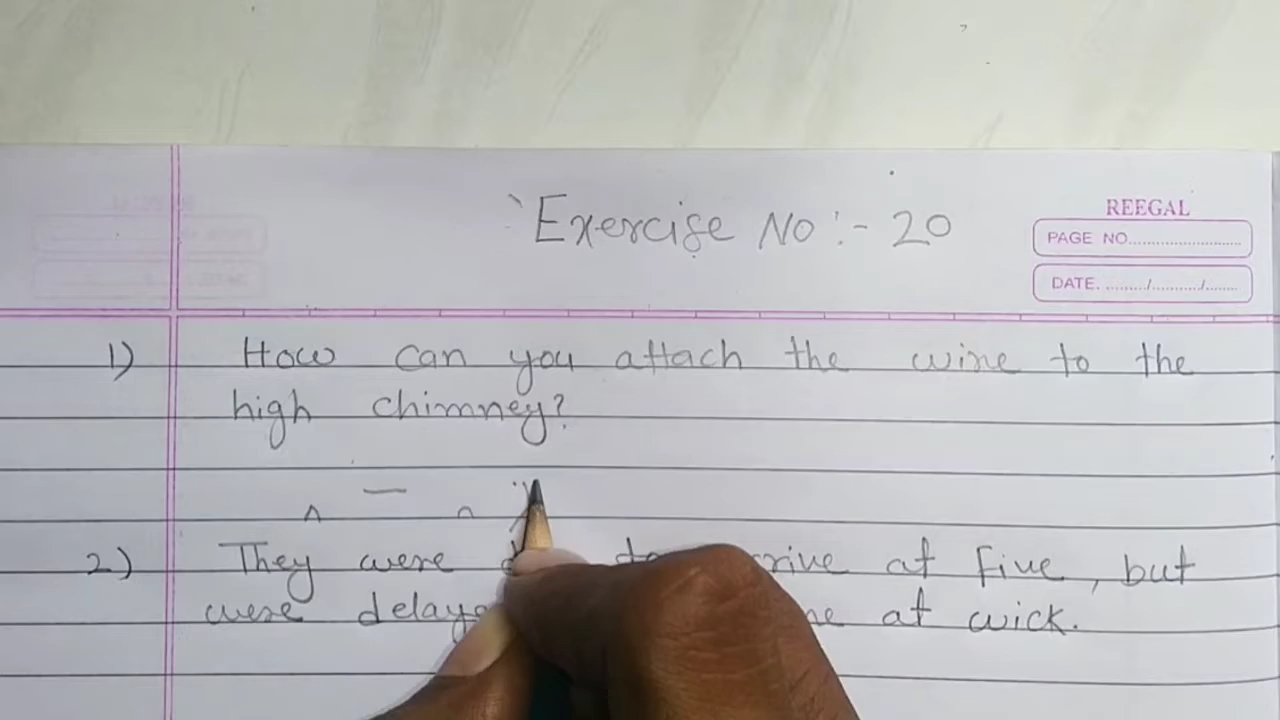 Exercise No :- 20
REEGAL
PAGE NO.
DATE. / /
1) How can you attach the wire to the
high chimney?
2) They were to at five, but
were at wick.